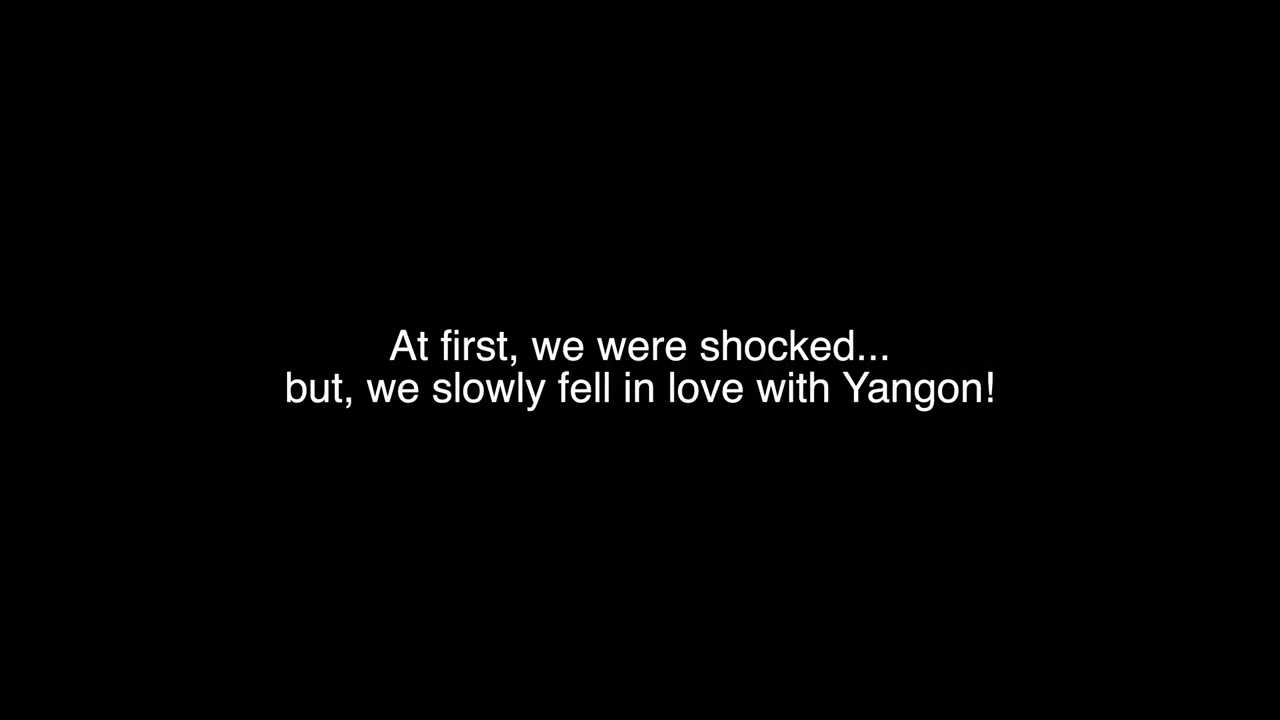 At first, we were shocked...
but, we slowly fell in love with Yangon!